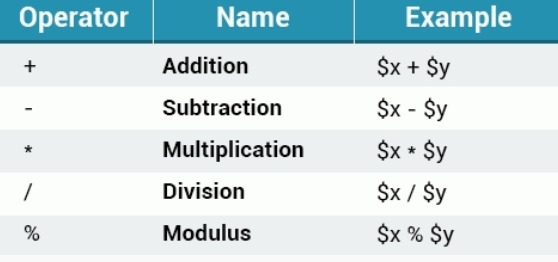 Operator Name Example
+ Addition $x + $y
- Subtraction $x - $y
* Multiplication $x * $y
/ Division $x / $y
% Modulus $x % $y